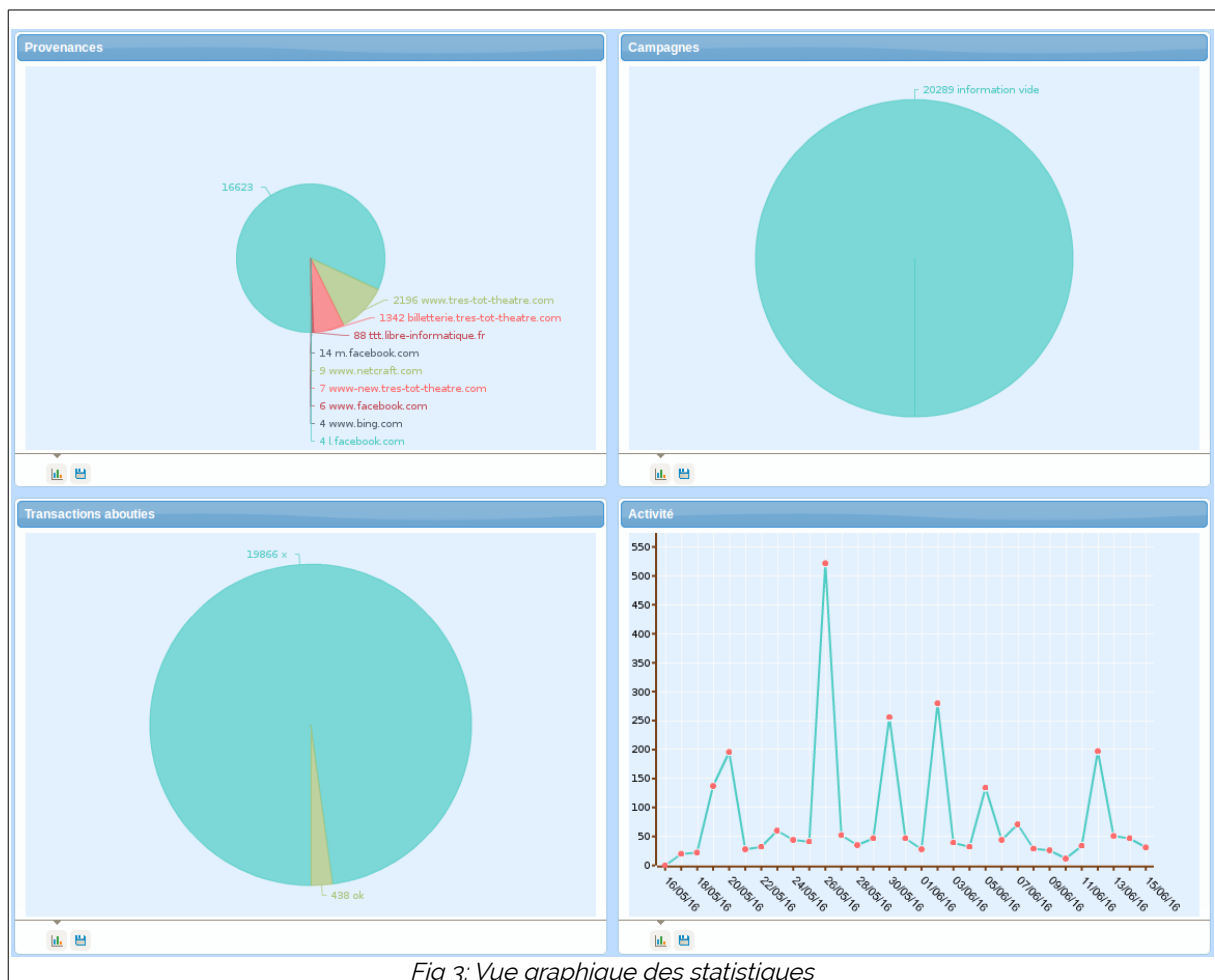 Provenances
16623
2196 www.tres-tot-theatre.com
1342 billetterie.tres-tot-theatre.com
88 ttt.libre-informatique.fr
14 m.facebook.com
9 www.netcraft.com
7 www-new.tres-tot-theatre.com
6 www.facebook.com
4 www.bing.com
4 l.facebook.com
Campagnes
20289 information vide
Transactions abouties
19866 x
438 ok
Activité
550
500
450
400
350
300
250
200
150
100
50
0
16/05/16
18/05/16
20/05/16
22/05/16
24/05/16
26/05/16
28/05/16
30/05/16
01/06/16
03/06/16
05/06/16
07/06/16
09/06/16
11/06/16
13/06/16
15/06/16
Fig 3: Vue graphique des statistiques